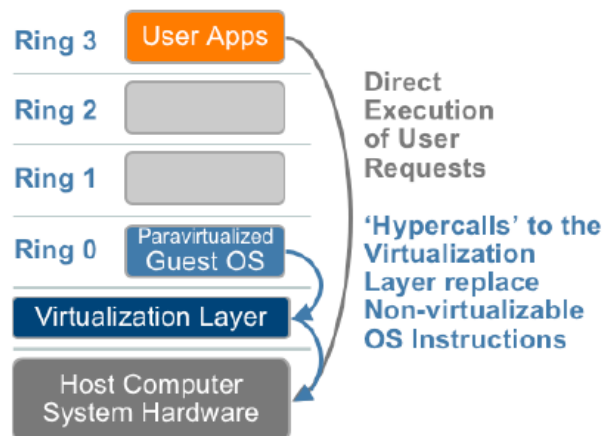 Ring 3
User Apps
Ring 2
Ring 1
Ring 0
Paravirtualized
Guest OS
Virtualization Layer
Host Computer
System Hardware
Direct
Execution
of User
Requests
‘Hypercalls’ to the
Virtualization
Layer replace
Non-virtualizable
OS Instructions